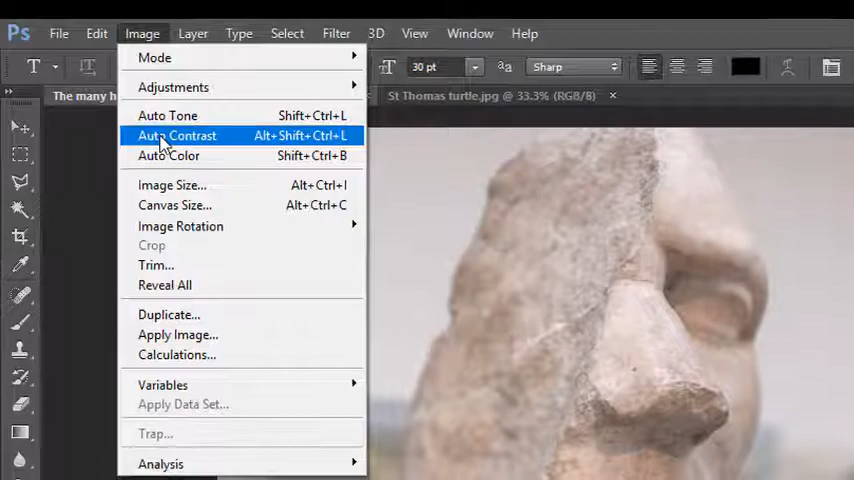 Ps File Edit Image Layer Type Select Filter 3D View Window Help
T T 30 pt aa Sharp
The many h
St Thomas turtle.jpg @ 33.3% (RGB/8) ×
Mode
Adjustments
Auto Tone Shift+Ctrl+L
Auto Contrast Alt+Shift+Ctrl+L
Auto Color Shift+Ctrl+B
Image Size... Alt+Ctrl+I
Canvas Size... Alt+Ctrl+C
Image Rotation
Crop
Trim...
Reveal All
Duplicate...
Apply Image...
Calculations...
Variables
Apply Data Set...
Trap...
Analysis